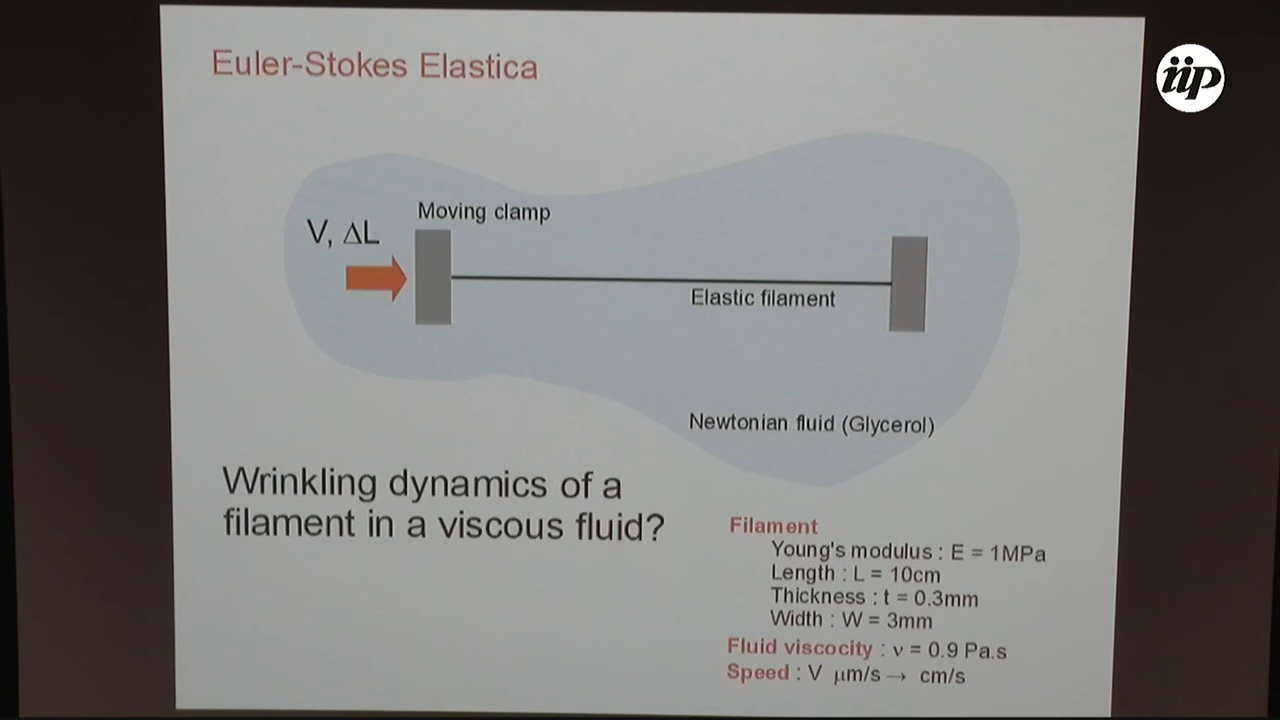 Euler-Stokes Elastica
iip
Moving clamp
V, ΔL
Elastic filament
Newtonian fluid (Glycerol)
Wrinkling dynamics of a
filament in a viscous fluid?
Filament
Young's modulus : E = 1MPa
Length : L = 10cm
Thickness : t = 0.3mm
Width : W = 3mm
Fluid viscocity : ν = 0.9 Pa.s
Speed : V μm/s → cm/s